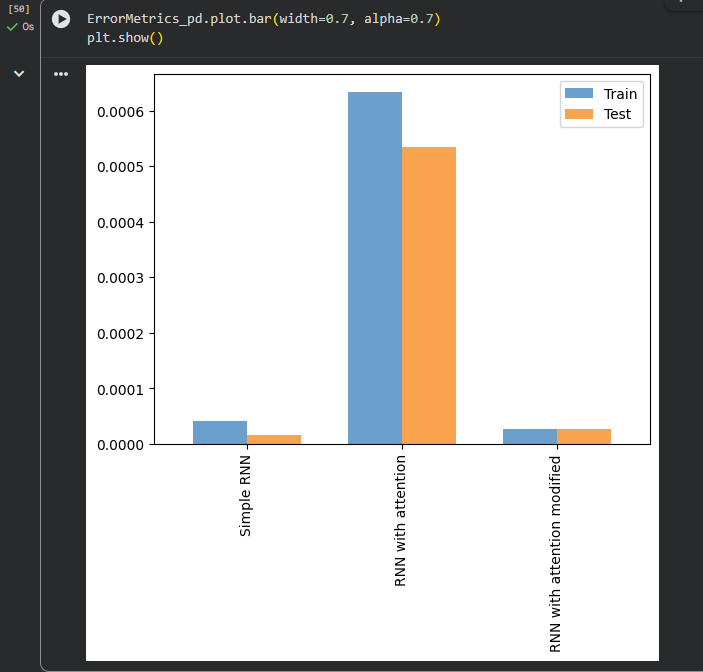 [50]
0s
ErrorMetrics_pd.plot.bar(width=0.7, alpha=0.7)
plt.show()
Train
Test
0.0006
0.0005
0.0004
0.0003
0.0002
0.0001
0.0000
Simple RNN
RNN with attention
RNN with attention modified